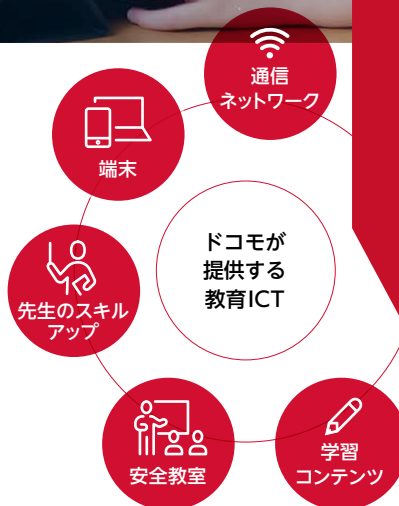 通信
ネットワーク
端末
ドコモが
提供する
教育ICT
先生のスキル
アップ
安全教室
学習
コンテンツ